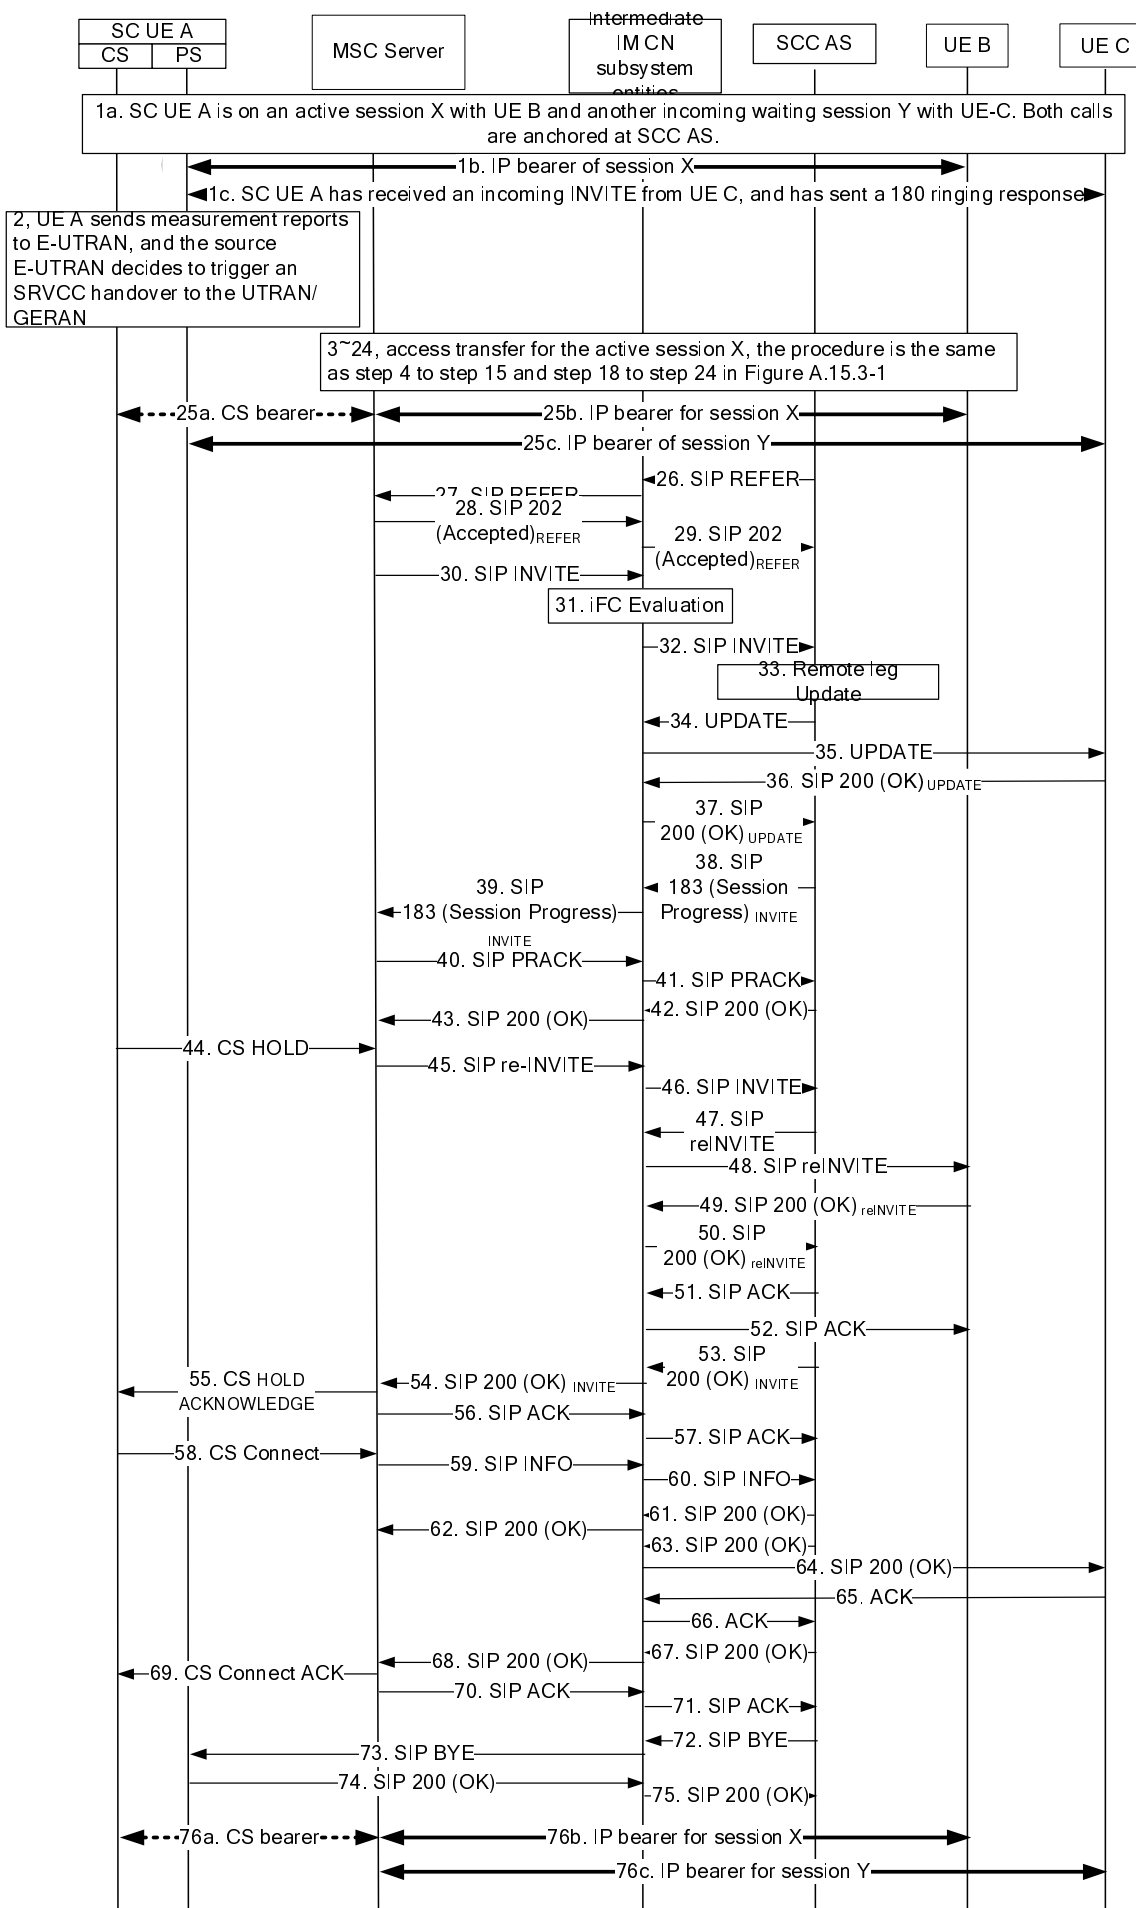 SC UE A
CS
PS
MSC Server
Intermediate
IM CN
subsystem
entities
SCC AS
UE B
UE C
1a. SC UE A is on an active session X with UE B and another incoming waiting session Y with UE-C. Both calls
are anchored at SCC AS.
1b. IP bearer of session X
1c. SC UE A has received an incoming INVITE from UE C, and has sent a 180 ringing response
2, UE A sends measurement reports
to E-UTRAN, and the source
E-UTRAN decides to trigger an
SRVCC handover to the UTRAN/
GERAN
3~24, access transfer for the active session X, the procedure is the same
as step 4 to step 15 and step 18 to step 24 in Figure A.15.3-1
25a. CS bearer
25b. IP bearer for session X
25c. IP bearer of session Y
26. SIP REFER
27. SIP REFER
28. SIP 202
(Accepted)REFER
29. SIP 202
(Accepted)REFER
30. SIP INVITE
31. iFC Evaluation
32. SIP INVITE
33. Remote leg
Update
34. UPDATE
35. UPDATE
36. SIP 200 (OK) UPDATE
37. SIP
200 (OK) UPDATE
38. SIP
183 (Session
Progress) INVITE
39. SIP
183 (Session Progress)
INVITE
40. SIP PRACK
41. SIP PRACK
42. SIP 200 (OK)
43. SIP 200 (OK)
44. CS HOLD
45. SIP re-INVITE
46. SIP INVITE
47. SIP
reINVITE
48. SIP reINVITE
49. SIP 200 (OK) reINVITE
50. SIP
200 (OK) reINVITE
51. SIP ACK
52. SIP ACK
53. SIP
200 (OK) INVITE
54. SIP 200 (OK) INVITE
55. CS HOLD
ACKNOWLEDGE
56. SIP ACK
57. SIP ACK
58. CS Connect
59. SIP INFO
60. SIP INFO
61. SIP 200 (OK)
62. SIP 200 (OK)
63. SIP 200 (OK)
64. SIP 200 (OK)
65. ACK
66. ACK
67. SIP 200 (OK)
68. SIP 200 (OK)
69. CS Connect ACK
70. SIP ACK
71. SIP ACK
72. SIP BYE
73. SIP BYE
74. SIP 200 (OK)
75. SIP 200 (OK)
76a. CS bearer
76b. IP bearer for session X
76c. IP bearer for session Y